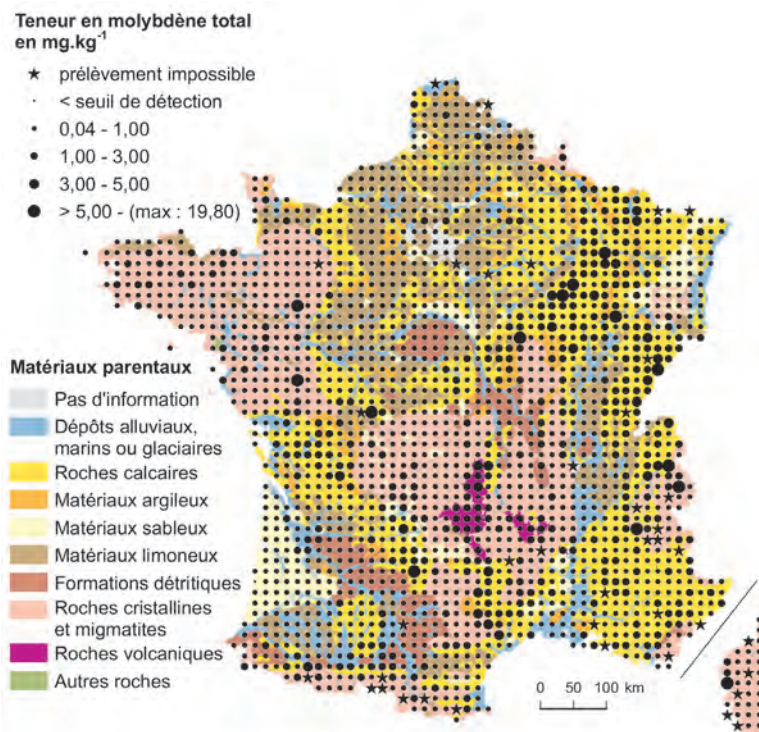 Teneur en molybdène total
en mg.kg⁻¹
prélèvement impossible
< seuil de détection
0,04 - 1,00
1,00 - 3,00
3,00 - 5,00
> 5,00 - (max : 19,80)
Matériaux parentaux
Pas d'information
Dépôts alluviaux,
marins ou glaciaires
Roches calcaires
Matériaux argileux
Matériaux sableux
Matériaux limoneux
Formations détritiques
Roches cristallines
et migmatites
Roches volcaniques
Autres roches
0 50 100 km